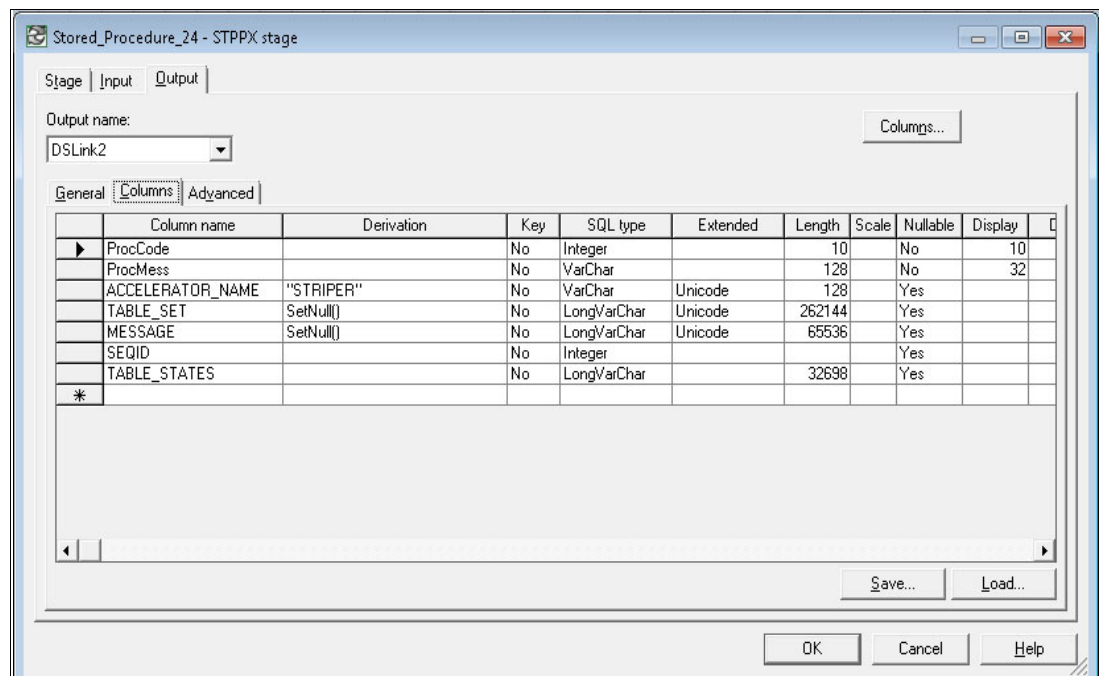 Stored_Procedure_24 - STPPX stage
Stage Input Output
Output name:
Columns...
DSLink2
General Columns Advanced
Column name Derivation Key SQL type Extended Length Scale Nullable Display D
ProcCode No Integer 10 No 10
ProcMess No VarChar 128 No 32
ACCELERATOR_NAME "STRIPER" No VarChar Unicode 128 Yes
TABLE_SET SetNull() No LongVarChar Unicode 262144 Yes
MESSAGE SetNull() No LongVarChar Unicode 65536 Yes
SEQID No Integer Yes
TABLE_STATES No LongVarChar 32698 Yes
*
Save... Load...
OK Cancel Help